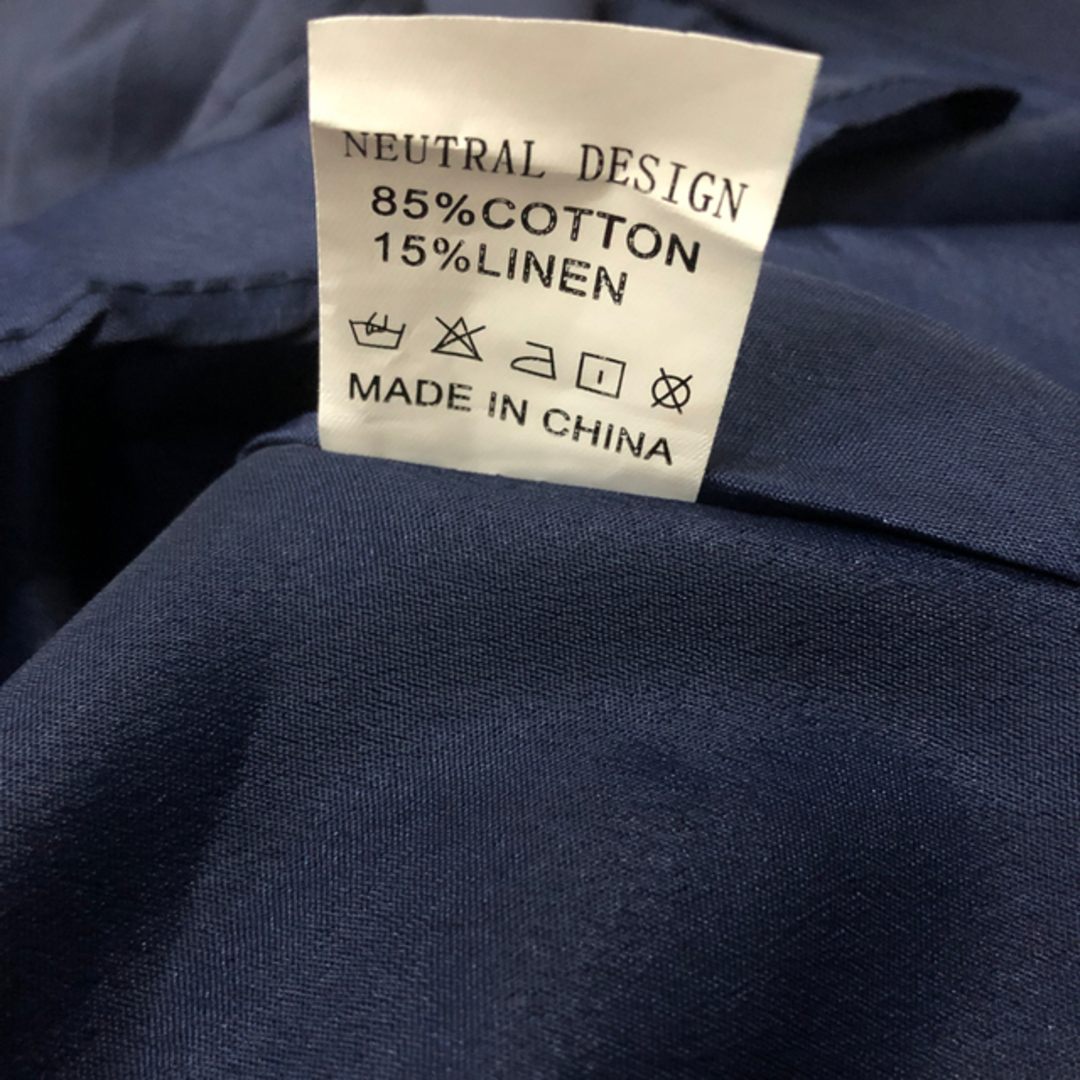 NEUTRAL DESIGN
85%COTTON
15%LINEN
MADE IN CHINA